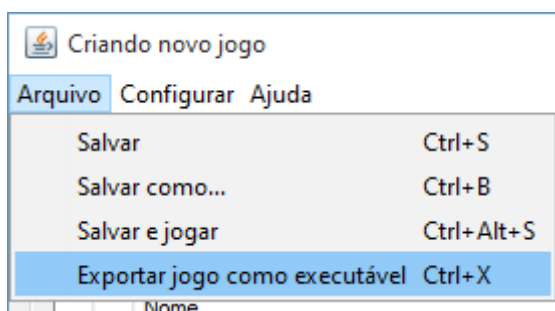 Criando novo jogo
Arquivo Configurar Ajuda
Salvar Ctrl+S
Salvar como... Ctrl+B
Salvar e jogar Ctrl+Alt+S
Exportar jogo como executável Ctrl+X
Nome